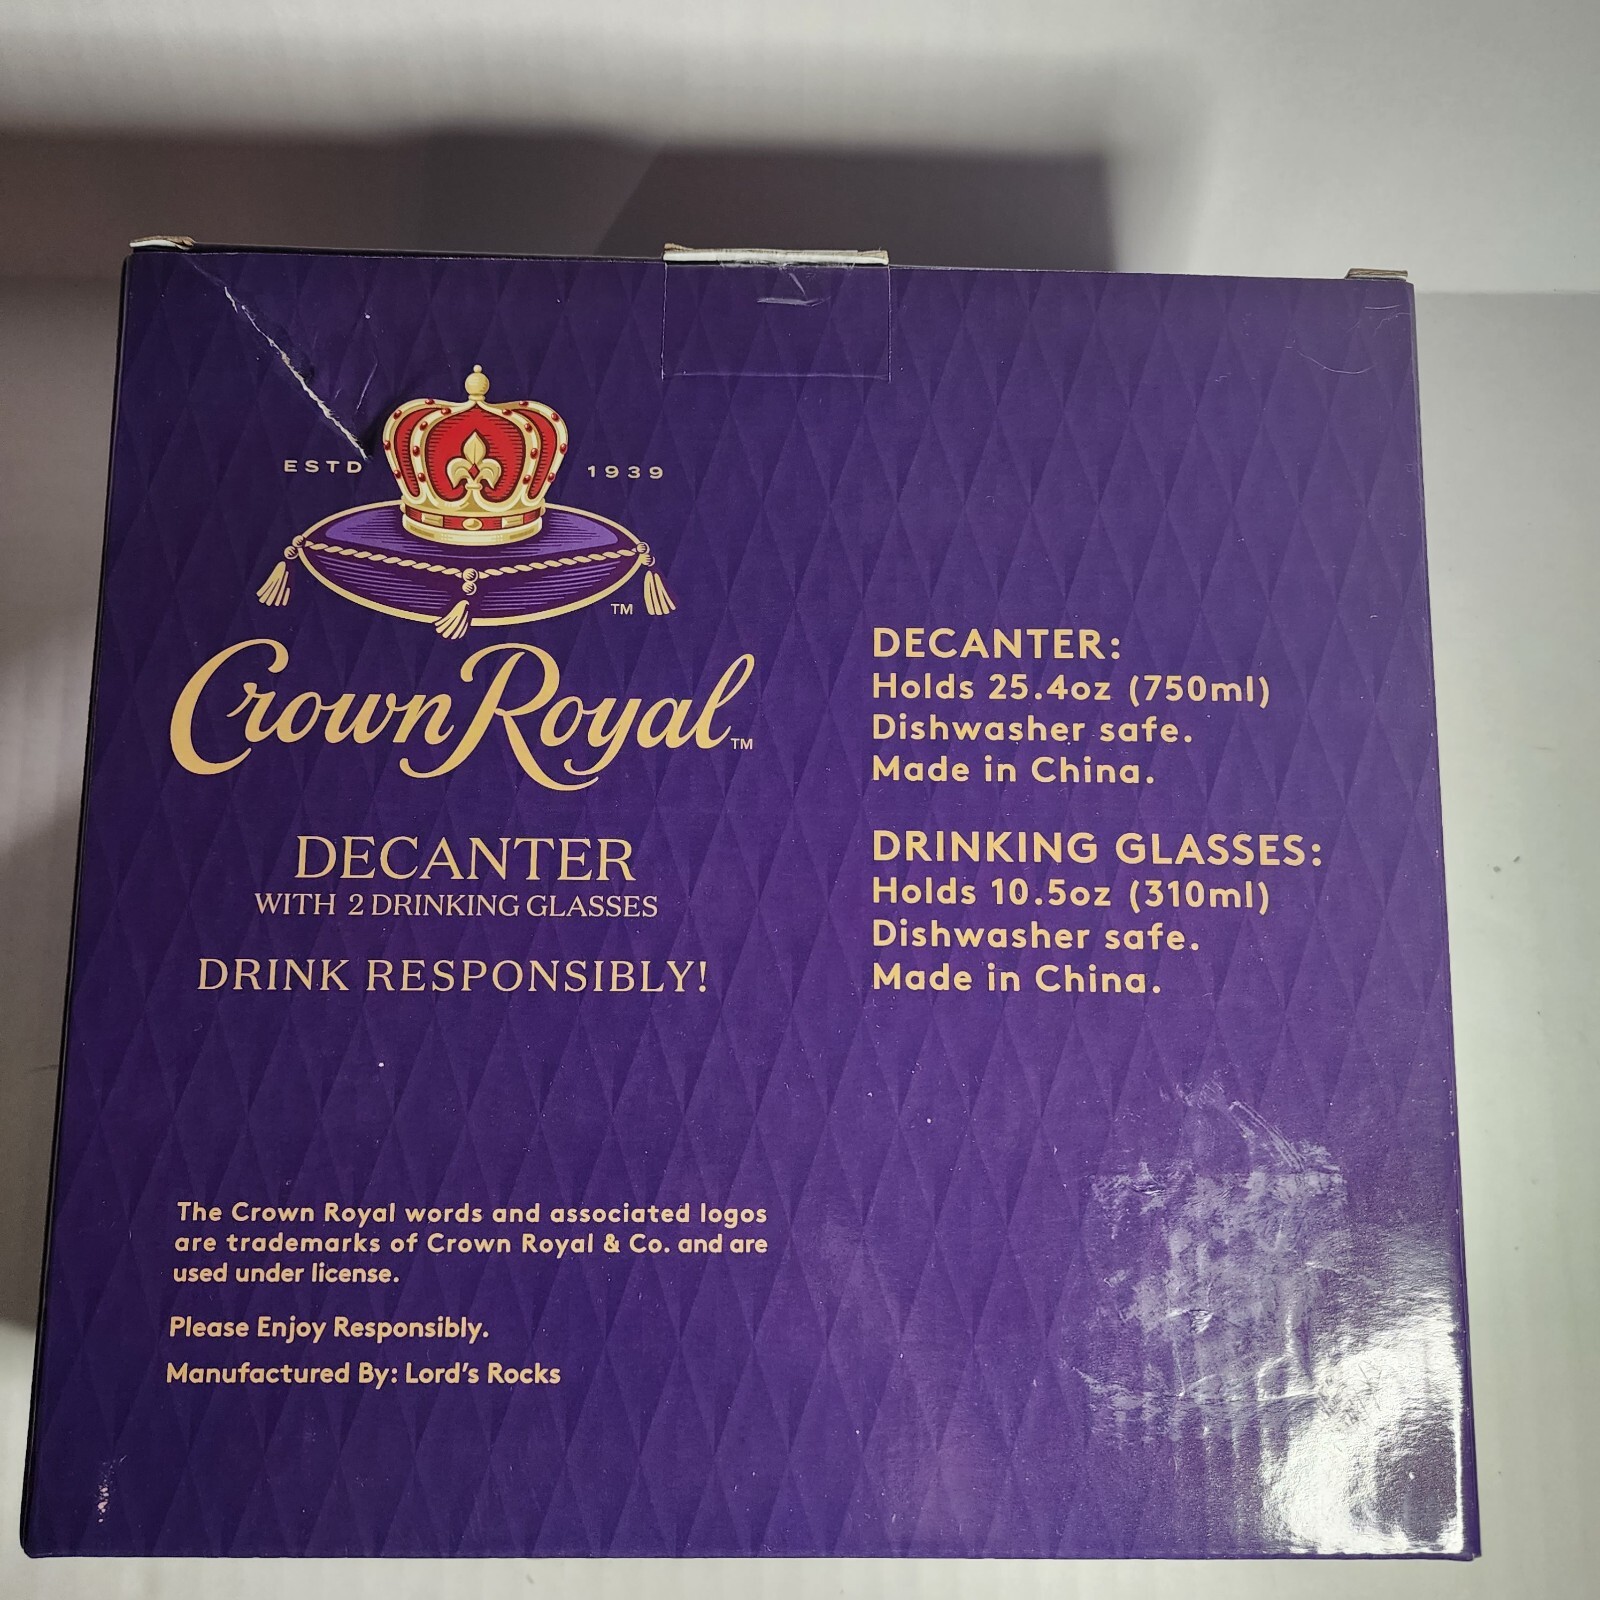 ESTD 1939
TM
Crown Royal TM
DECANTER
WITH 2 DRINKING GLASSES
DRINK RESPONSIBLY!
DECANTER:
Holds 25.4oz (750ml)
Dishwasher safe.
Made in China.
DRINKING GLASSES:
Holds 10.5oz (310ml)
Dishwasher safe.
Made in China.
The Crown Royal words and associated logos
are trademarks of Crown Royal & Co. and are
used under license.
Please Enjoy Responsibly.
Manufactured By: Lord's Rocks